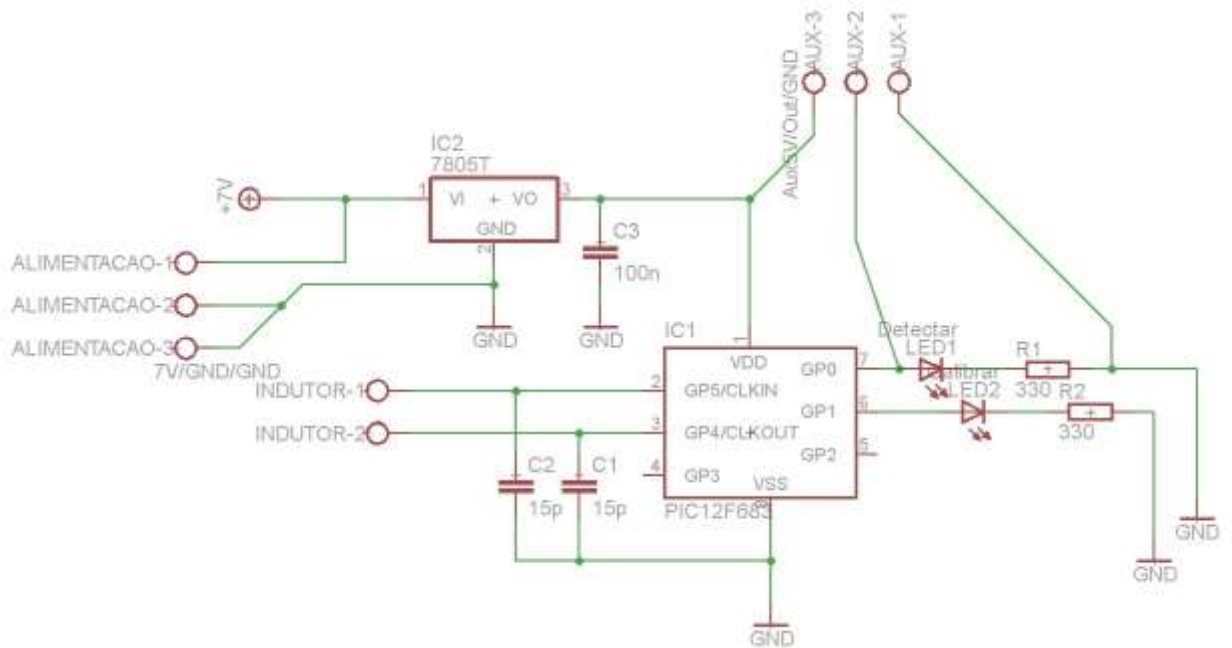 AUX-3
AUX-2
AUX-1
Aux5V/Out/GND
IC2
7805T
+7V
1
VI
+
VO
3
GND
2
C3
100n
ALIMENTACAO-1
ALIMENTACAO-2
ALIMENTACAO-3
7V/GND/GND
GND
GND
IC1
1
VDD
Detectar
LED1
R1
330
7
GP0
INDUTOR-1
2
GP5/CLKIN
LED2
R2
330
6
GP1
INDUTOR-2
3
GP4/CLKOUT
5
GP2
4
GP3
VSS
8
C2
15p
C1
15p
PIC12F683
GND
GND
GND